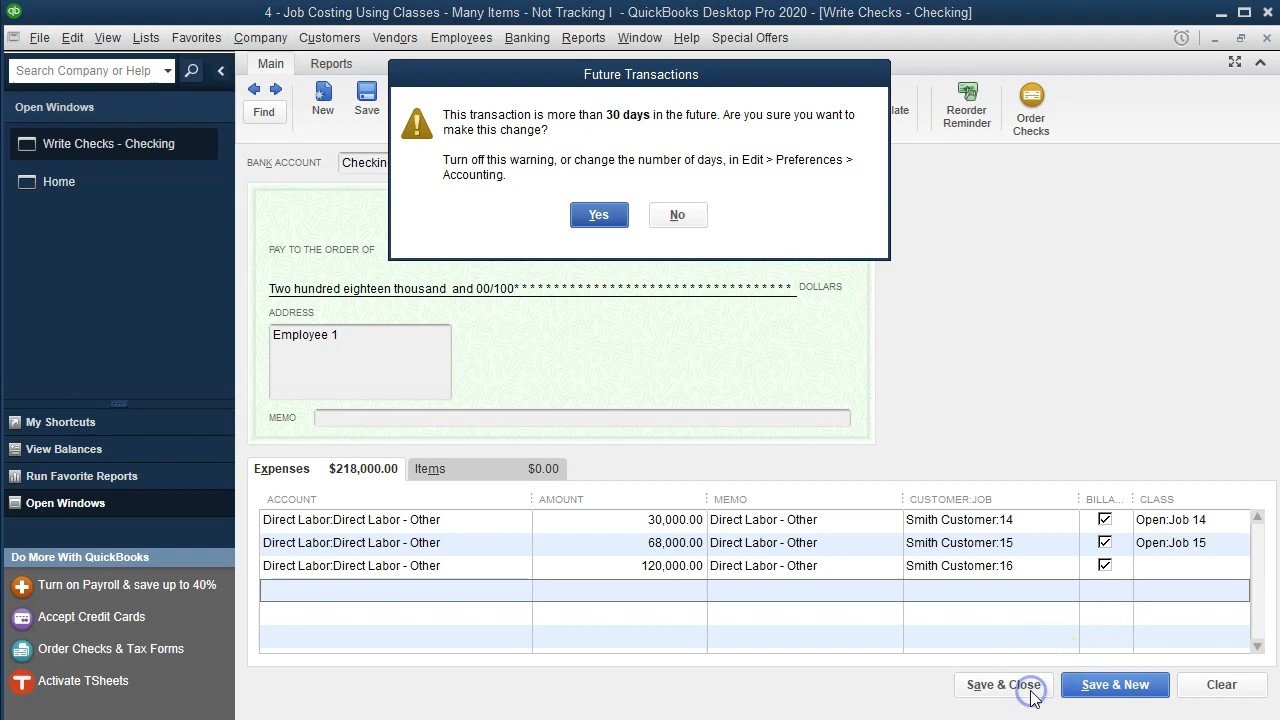 4 - Job Costing Using Classes - Many Items - Not Tracking I - QuickBooks Desktop Pro 2020 - [Write Checks - Checking]
File Edit View Lists Favorites Company Customers Vendors Employees Banking Reports Window Help Special Offers
Search Company or Help
Main Reports
Find New Save
Reorder Reminder
Order Checks
Open Windows
Write Checks - Checking
Home
Future Transactions
This transaction is more than 30 days in the future. Are you sure you want to
make this change?
Turn off this warning, or change the number of days, in Edit > Preferences >
Accounting.
Yes No
BANK ACCOUNT
PAY TO THE ORDER OF
Two hundred eighteen thousand and 00/100* * * * * * * * * * * * * * * * * * * * * * * * * * * * * * * * * * DOLLARS
ADDRESS
Employee 1
MEMO
My Shortcuts
View Balances
Run Favorite Reports
Open Windows
Do More With QuickBooks
Turn on Payroll & save up to 40%
Accept Credit Cards
Order Checks & Tax Forms
Activate TSheets
Expenses $218,000.00 Items $0.00
ACCOUNT AMOUNT MEMO CUSTOMER:JOB BILLA... CLASS
Direct Labor:Direct Labor - Other 30,000.00 Direct Labor - Other Smith Customer:14 Open:Job 14
Direct Labor:Direct Labor - Other 68,000.00 Direct Labor - Other Smith Customer:15 Open:Job 15
Direct Labor:Direct Labor - Other 120,000.00 Direct Labor - Other Smith Customer:16
Save & Close Save & New Clear